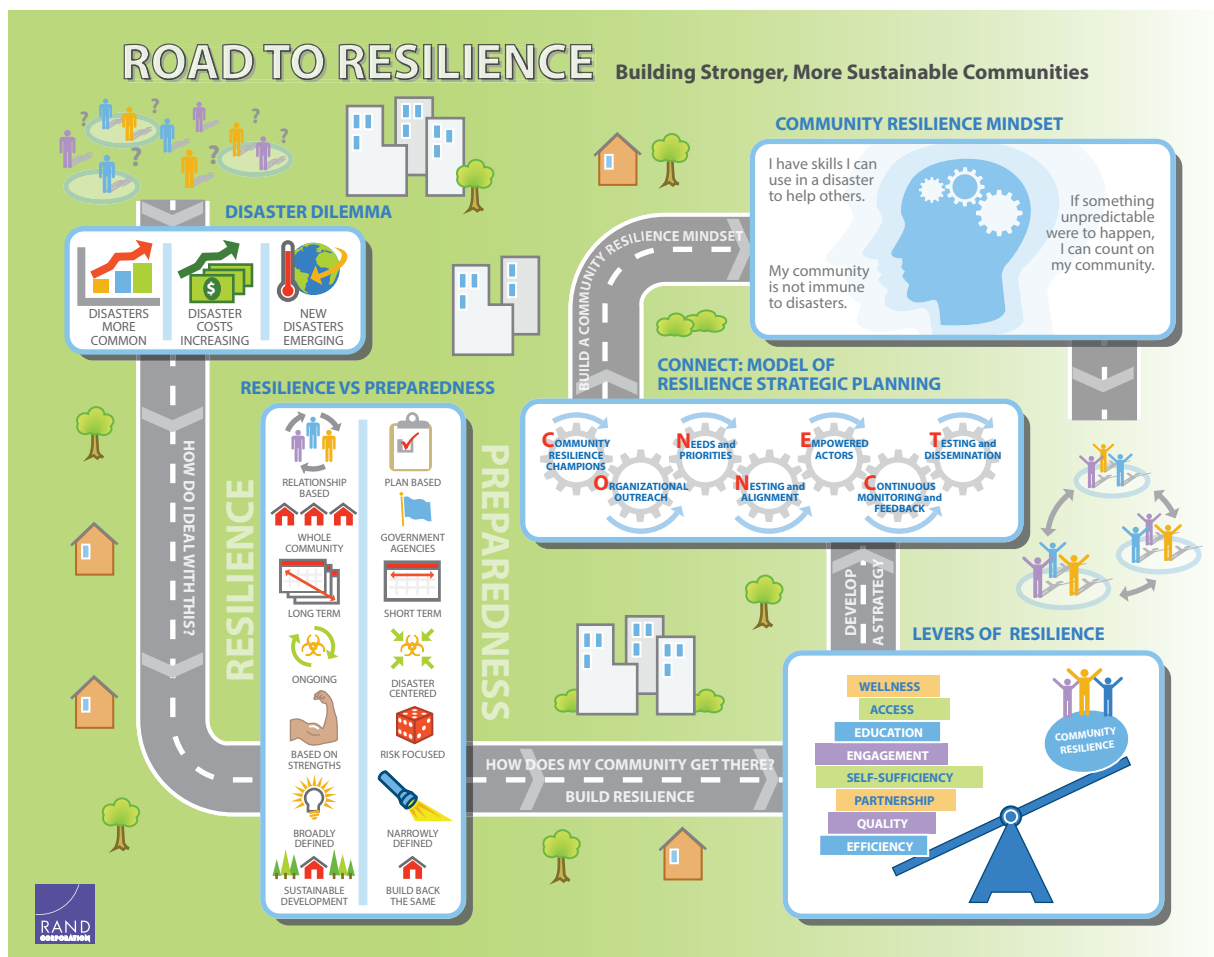 ROAD TO RESILIENCE
Building Stronger, More Sustainable Communities
?
?
?
?
?
?
DISASTER DILEMMA
DISASTERS
MORE
COMMON
$
DISASTER
COSTS
INCREASING
NEW
DISASTERS
EMERGING
HOW DO I DEAL WITH THIS?
RESILIENCE VS PREPAREDNESS
RESILIENCE
PREPAREDNESS
RELATIONSHIP
BASED
PLAN BASED
WHOLE
COMMUNITY
GOVERNMENT
AGENCIES
LONG TERM
SHORT TERM
ONGOING
DISASTER
CENTERED
BASED ON
STRENGTHS
RISK FOCUSED
BROADLY
DEFINED
NARROWLY
DEFINED
SUSTAINABLE
DEVELOPMENT
BUILD BACK
THE SAME
HOW DOES MY COMMUNITY GET THERE?
BUILD RESILIENCE
LEVERS OF RESILIENCE
WELLNESS
ACCESS
EDUCATION
ENGAGEMENT
SELF-SUFFICIENCY
PARTNERSHIP
QUALITY
EFFICIENCY
COMMUNITY
RESILIENCE
DEVELOP
A STRATEGY
CONNECT: MODEL OF
RESILIENCE STRATEGIC PLANNING
COMMUNITY
RESILIENCE
CHAMPIONS
ORGANIZATIONAL
OUTREACH
NEEDS and
PRIORITIES
NESTING and
ALIGNMENT
EMPOWERED
ACTORS
CONTINUOUS
MONITORING and
FEEDBACK
TESTING and
DISSEMINATION
BUILD A COMMUNITY RESILIENCE MINDSET
COMMUNITY RESILIENCE MINDSET
I have skills I can
use in a disaster
to help others.
My community
is not immune
to disasters.
If something
unpredictable
were to happen,
I can count on
my community.
RAND
CORPORATION